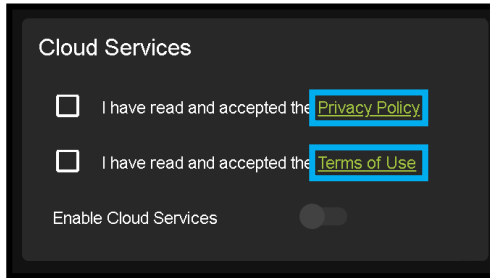 Cloud Services
I have read and accepted the Privacy Policy
I have read and accepted the Terms of Use
Enable Cloud Services